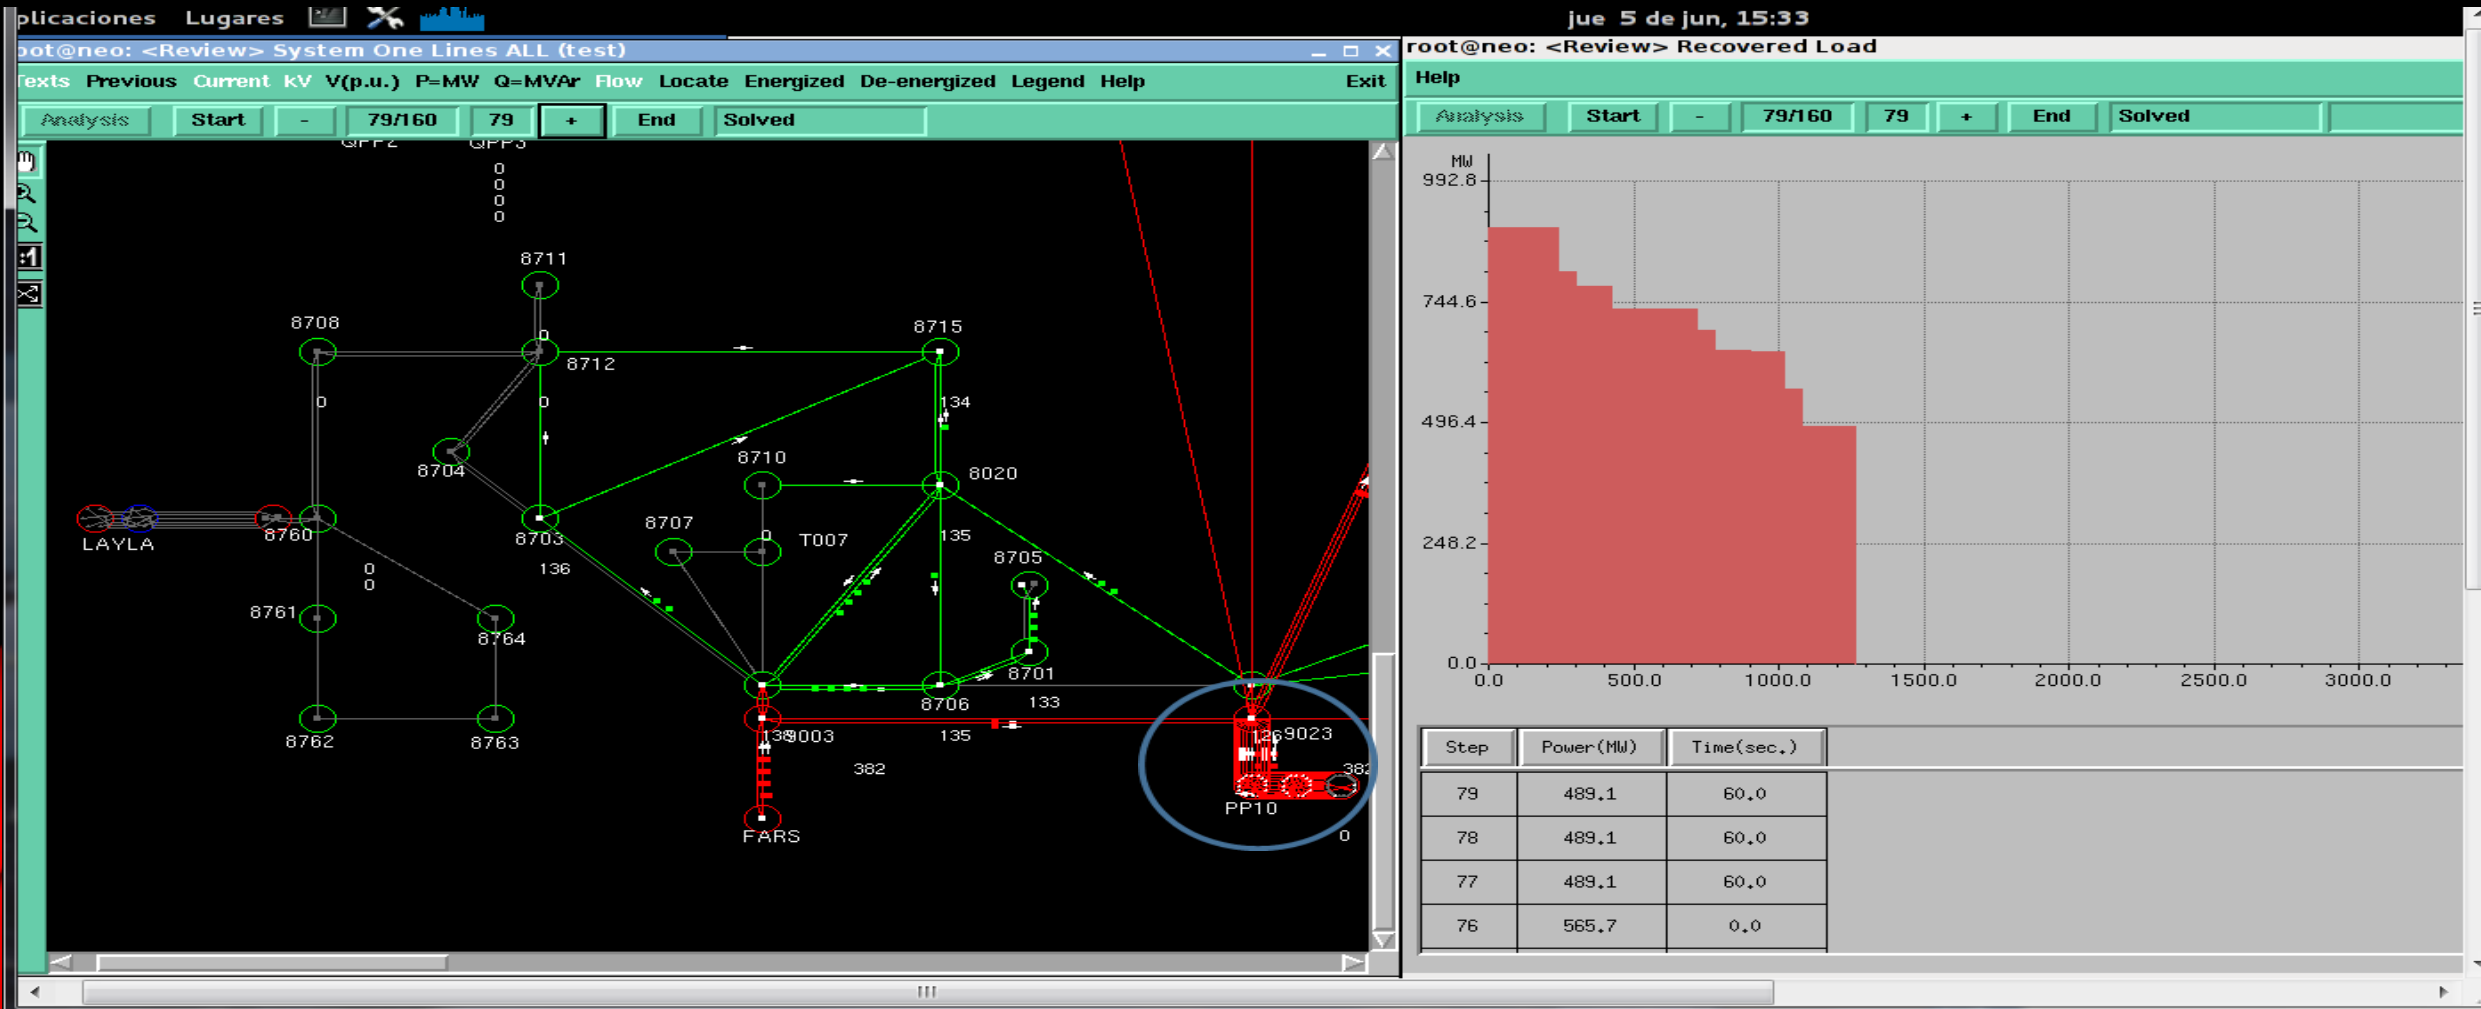 plicaciones Lugares
jue 5 de jun, 15:33
oot@neo: <Review> System One Lines ALL (test)
Texts Previous Current kV V(p.u.) P=MW Q=MVAr Flow Locate Energized De-energized Legend Help Exit
Analysis Start - 79/160 79 + End Solved
QPP2 QPP3
0
0
0
0
8711
8708
0
8712
8715
0
0
134
8704
8710
8020
8760
LAYLA
8703
8707
0
T007
135
8705
136
0
0
8761
8764
8701
8706
133
8762
8763
9003
135
382
1269023
382
PP10
FARS
0
:1
root@neo: <Review> Recovered Load
Help
Analysis Start - 79/160 79 + End Solved
MW
992.8
744.6
496.4
248.2
0.0
0.0 500.0 1000.0 1500.0 2000.0 2500.0 3000.0
Step Power(MW) Time(sec.)
79 489.1 60.0
78 489.1 60.0
77 489.1 60.0
76 565.7 0.0